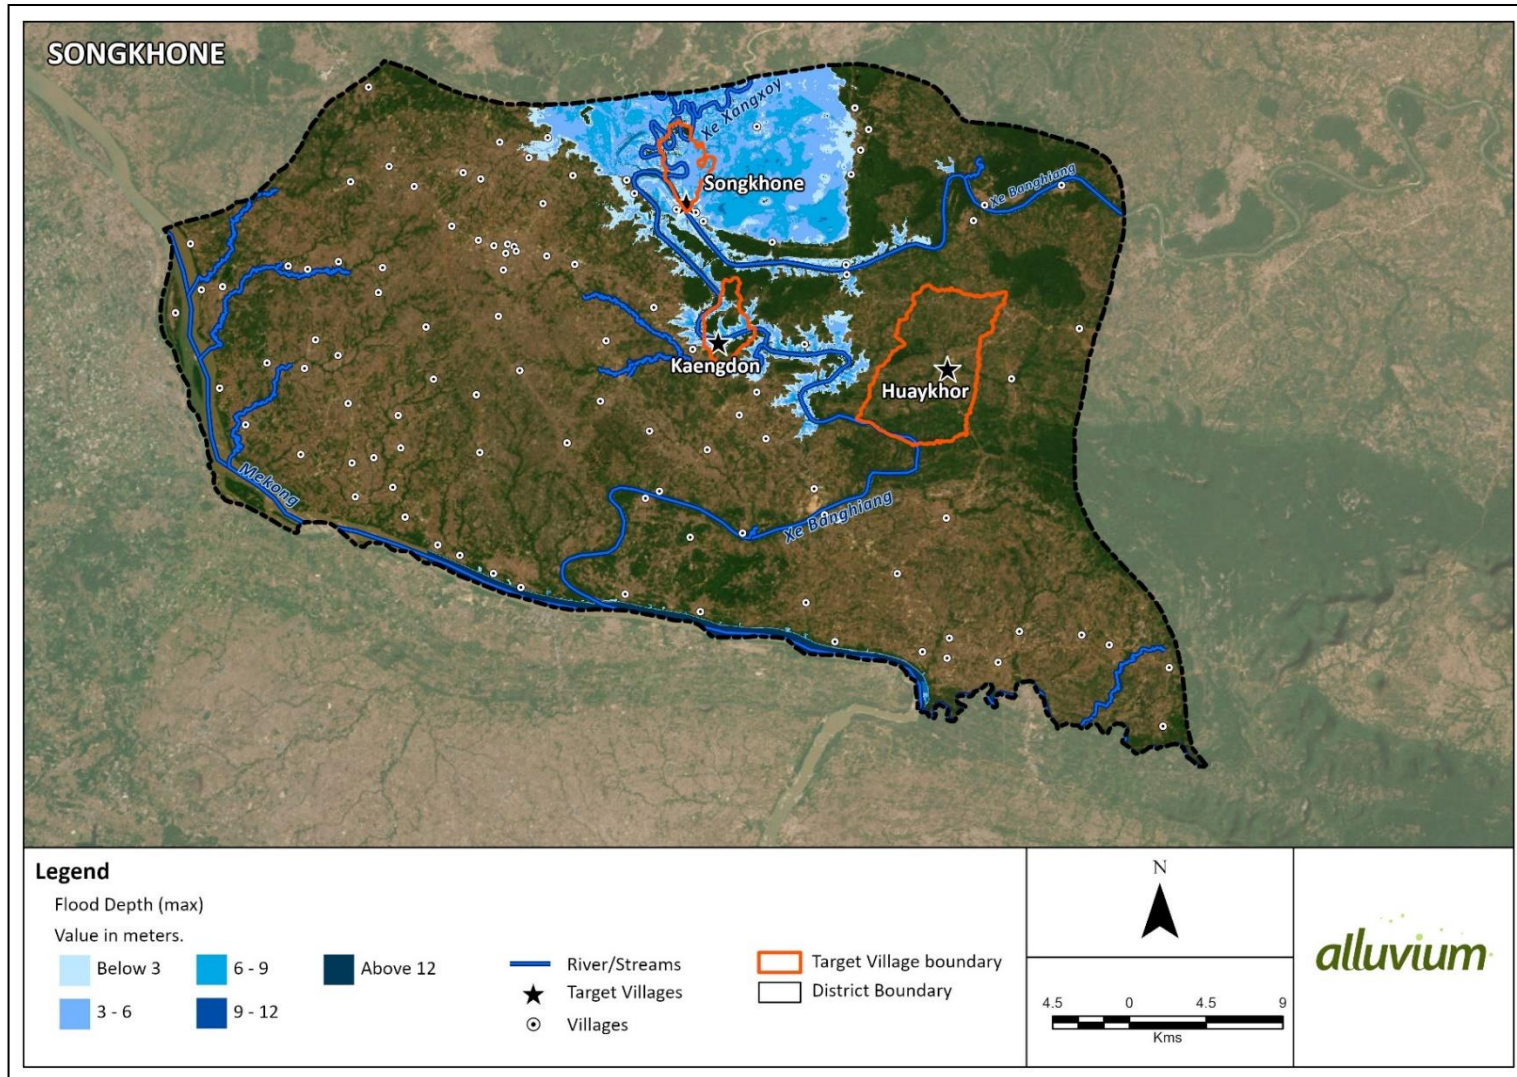 SONGKHONE
Xe Xangxoy
Songkhone
Xe Banghiang
Kaengdon
Huaykhor
Mekong
Xe Banghiang
Legend
Flood Depth (max)
Value in meters.
Below 3
6 - 9
Above 12
3 - 6
9 - 12
River/Streams
Target Villages
Villages
Target Village boundary
District Boundary
N
4.5 0 4.5 9
Kms
alluvium